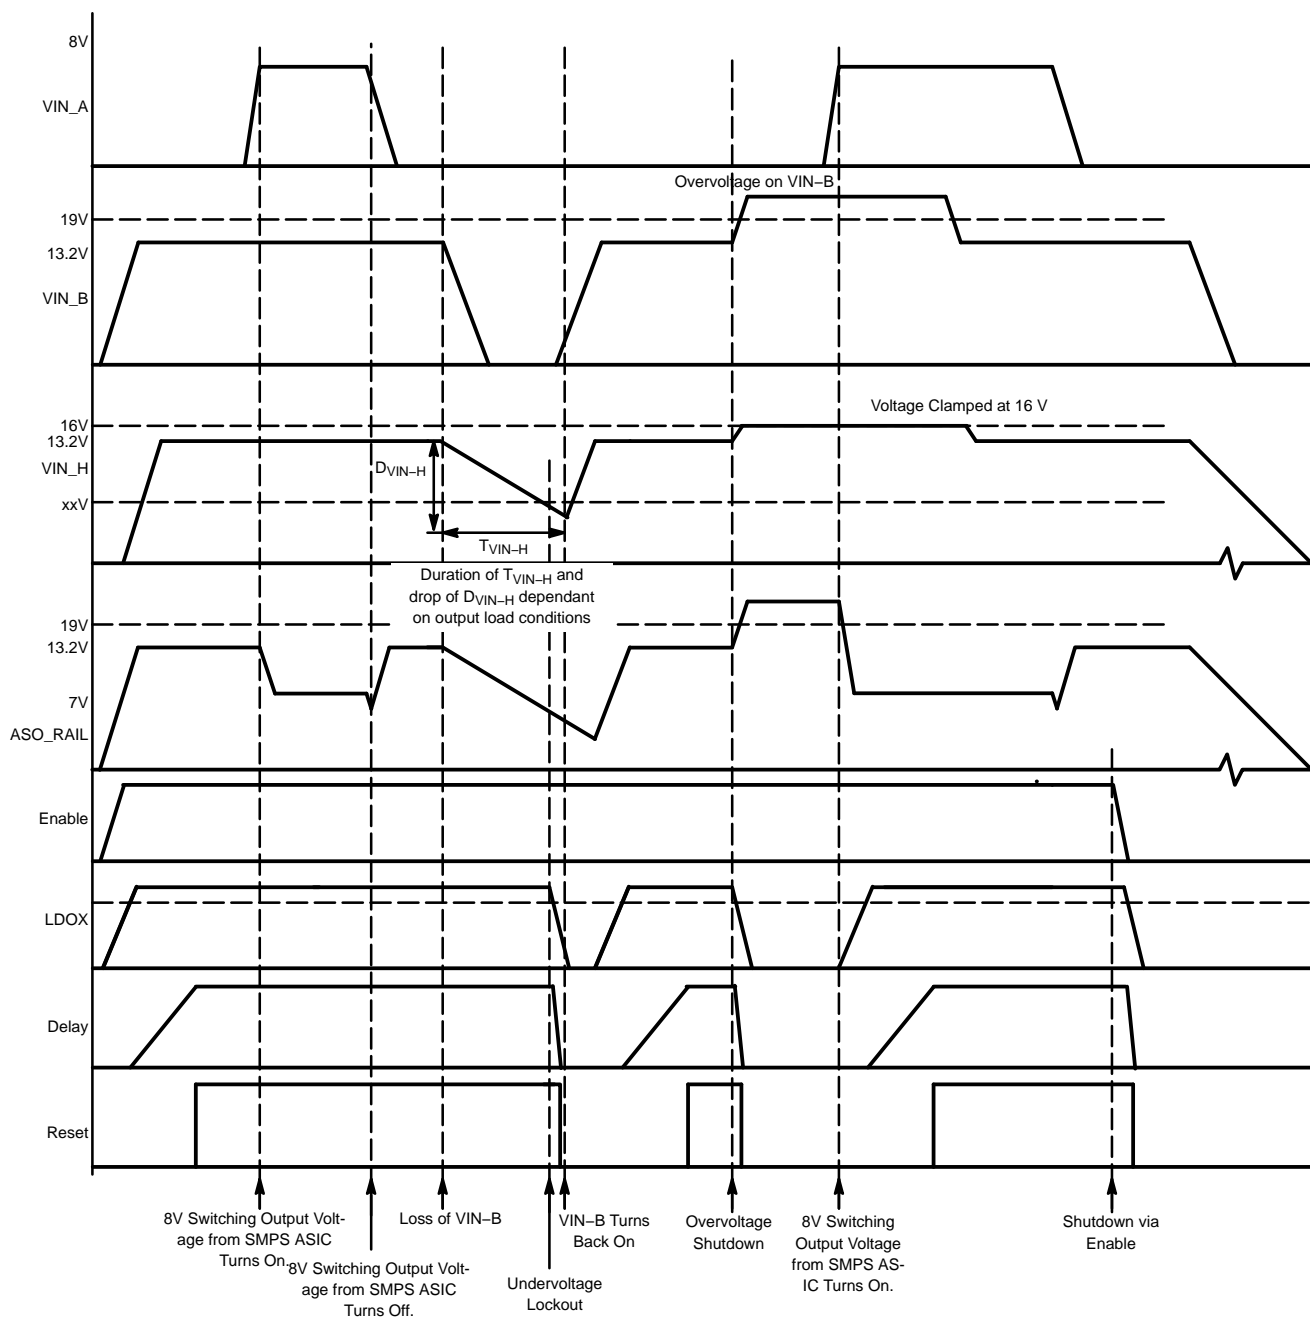 8V
VIN_A
Overvoltage on VIN–B
19V
13.2V
VIN_B
Voltage Clamped at 16 V
16V
13.2V
VIN_H
DVIN–H
xxV
TVIN–H
Duration of TVIN–H and
drop of DVIN–H dependant
on output load conditions
19V
13.2V
7V
ASO_RAIL
Enable
LDOX
Delay
Reset
8V Switching Output Volt-
age from SMPS ASIC
Turns On.
8V Switching Output Volt-
age from SMPS ASIC
Turns Off.
Loss of VIN–B
Undervoltage
Lockout
VIN–B Turns
Back On
Overvoltage
Shutdown
8V Switching
Output Voltage
from SMPS AS-
IC Turns On.
Shutdown via
Enable